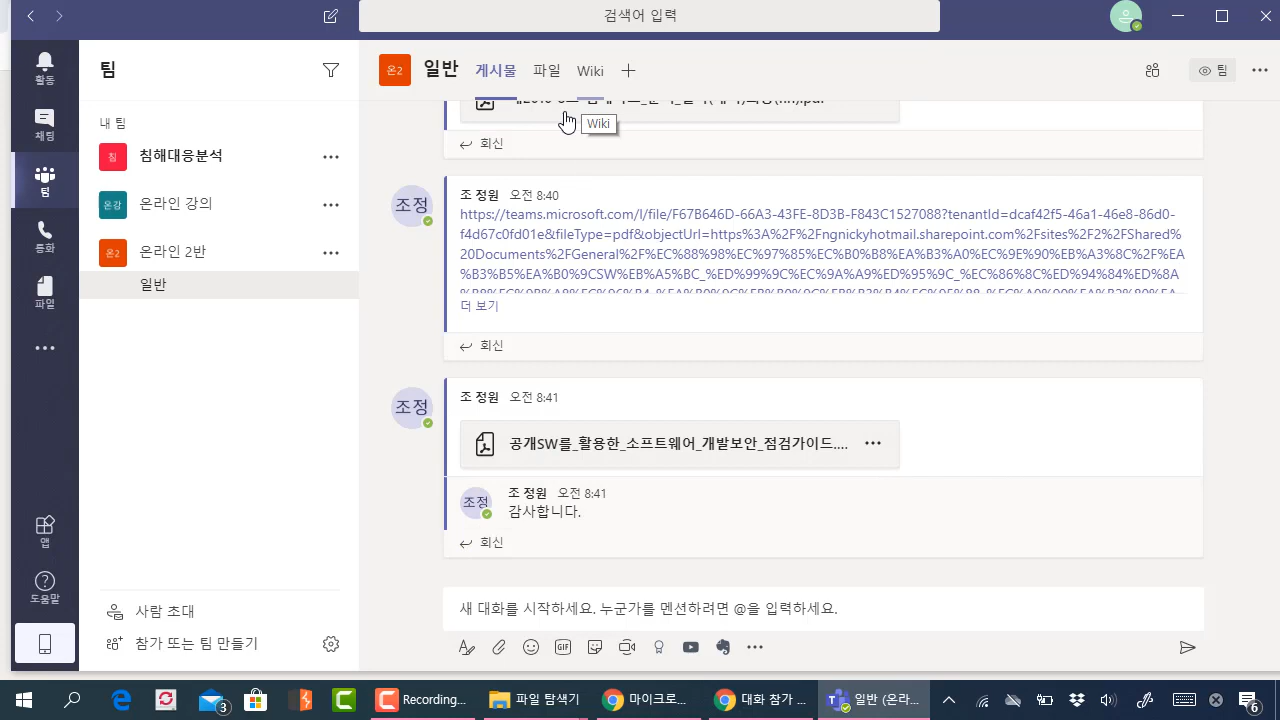 검색어 입력
활동
채팅
팀
통화
파일
앱
도움말
팀
내 팀
침
침해대응분석
온강
온라인 강의
온2
온라인 2반
일반
사람 초대
참가 또는 팀 만들기
온2
일반
게시물
파일
Wiki
팀
Wiki
회신
조정
조 정원 오전 8:40
https://teams.microsoft.com/l/file/F67B646D-66A3-43FE-8D3B-FE43C1527088?tenantId=dcaf42f5-46a1-46e8-86d0-
f4d67c0fd01e&fileType=pdf&objectUrl=https%3A%2F%2Fngnickyhotmail.sharepoint.com%2Fsites%2F2%2FShared%
20Documents%2FGeneral%2F%EC%88%98%EC%97%85%EC%B0%B8%EA%B3%A0%EC%9E%90%EB%A3%8C%2F%EA
%B3%B5%EA%B0%9CSW%EB%A5%BC_%ED%99%9C%EC%9A%A9%ED%95%9C_%EC%86%8C%ED%94%84%ED%8A
더 보기
회신
조정
조 정원 오전 8:41
공개SW를_활용한_소프트웨어_개발보안_점검가이드....
조정
조 정원 오전 8:41
감사합니다.
회신
새 대화를 시작하세요. 누군가를 멘션하려면 @을 입력하세요.
GIF
3
Recording...
파일 탐색기
마이크로...
대화 참가 ...
일반 (온라...
6